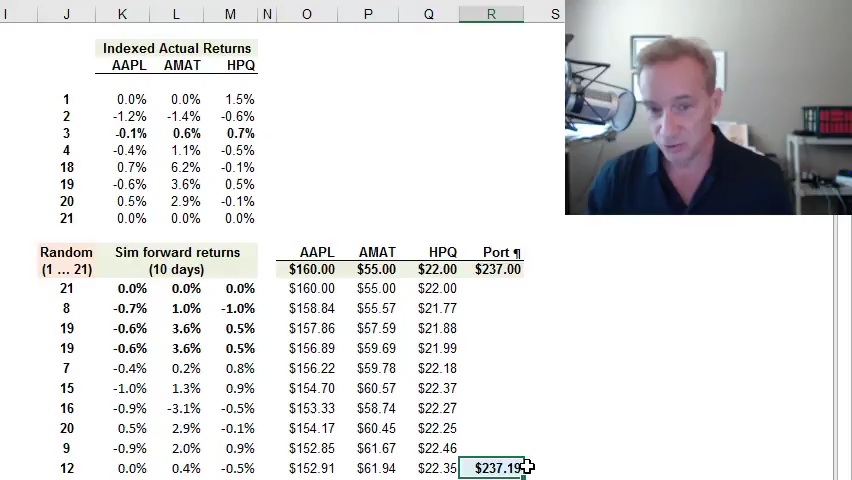 I J K L M N O P Q R S
Indexed Actual Returns
AAPL AMAT HPQ
1 0.0% 0.0% 1.5%
2 -1.2% -1.4% -0.6%
3 -0.1% 0.6% 0.7%
4 -0.4% 1.1% -0.5%
18 0.7% 6.2% -0.1%
19 -0.6% 3.6% 0.5%
20 0.5% 2.9% -0.1%
21 0.0% 0.0% 0.0%
Random Sim forward returns AAPL AMAT HPQ Port ¶
(1 ... 21) (10 days) $160.00 $55.00 $22.00 $237.00
21 0.0% 0.0% 0.0% $160.00 $55.00 $22.00
8 -0.7% 1.0% -1.0% $158.84 $55.57 $21.77
19 -0.6% 3.6% 0.5% $157.86 $57.59 $21.88
19 -0.6% 3.6% 0.5% $156.89 $59.69 $21.99
7 -0.4% 0.2% 0.8% $156.22 $59.78 $22.18
15 -1.0% 1.3% 0.9% $154.70 $60.57 $22.37
16 -0.9% -3.1% -0.5% $153.33 $58.74 $22.27
20 0.5% 2.9% -0.1% $154.17 $60.45 $22.25
9 -0.9% 2.0% 0.9% $152.85 $61.67 $22.46
12 0.0% 0.4% -0.5% $152.91 $61.94 $22.35 $237.19